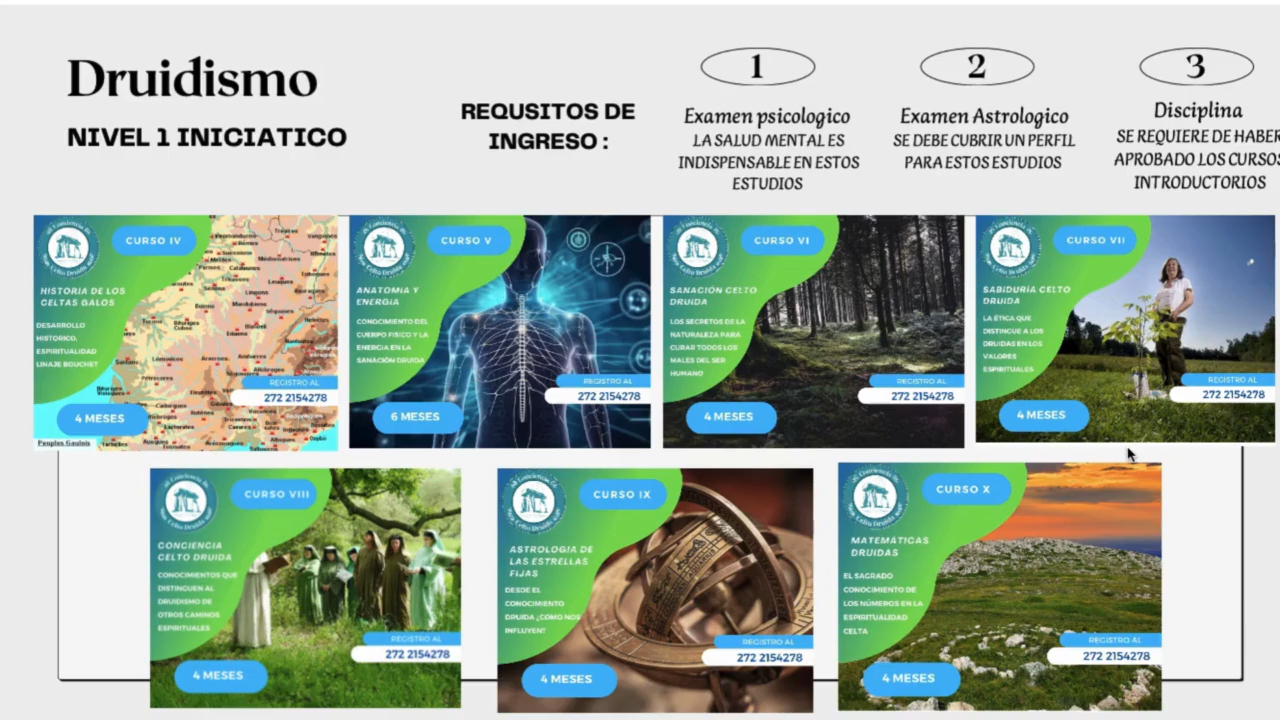 Druidismo
NIVEL 1 INICIATICO
REQUSITOS DE
INGRESO :
1
Examen psicologico
LA SALUD MENTAL ES
INDISPENSABLE EN ESTOS
ESTUDIOS
2
Examen Astrologico
SE DEBE CUBRIR UN PERFIL
PARA ESTOS ESTUDIOS
3
Disciplina
SE REQUIERE DE HABER
APROBADO LOS CURSOS
INTRODUCTORIOS
CURSO IV
HISTORIA DE LOS
CELTAS GALOS
DESARROLLO
HISTORICO,
ESPIRITUALIDAD
LINAJE BOUCHET
REGISTRO AL
272 2154278
4 MESES
Peuples Gaulois
CURSO V
ANATOMIA Y
ENERGIA
CONOCIMIENTO DEL
CUERPO FISICO Y LA
ENERGIA EN LA
SANACIÓN DRUIDA
REGISTRO AL
272 2154278
6 MESES
CURSO VI
SANACIÓN CELTO
DRUIDA
LOS SECRETOS DE LA
NATURALEZA PARA
CURAR TODOS LOS
MALES DEL SER
HUMANO
REGISTRO AL
272 2154278
4 MESES
CURSO VII
SABIDURÍA CELTO
DRUIDA
LA ÉTICA QUE
DISTINGUE A LOS
DRUIDAS EN LOS
VALORES
ESPIRITUALES
REGISTRO AL
272 2154278
4 MESES
CURSO VIII
CONCIENCIA
CELTO DRUIDA
CONOCIMIENTOS QUE
DISTINGUEN AL
DRUIDISMO DE
OTROS CAMINOS
ESPIRITUALES
REGISTRO AL
272 2154278
4 MESES
CURSO IX
ASTROLOGIA DE
LAS ESTRELLAS
FIJAS
DESDE EL
CONOCIMIENTO
DRUIDA ¿COMO NOS
INFLUYEN?
REGISTRO AL
272 2154278
4 MESES
CURSO X
MATEMÁTICAS
DRUIDAS
EL SAGRADO
CONOCIMIENTO DE
LOS NÚMEROS EN LA
ESPIRITUALIDAD
CELTA
REGISTRO AL
272 2154278
4 MESES